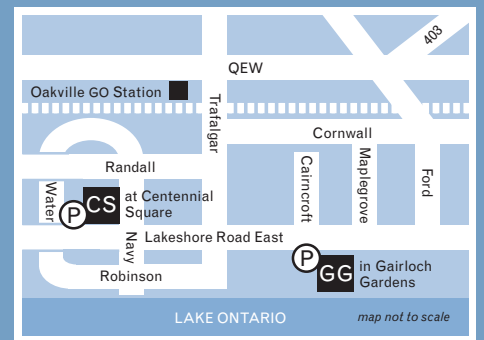 403
QEW
Oakville GO Station
Trafalgar
Cornwall
Randall
Cairncroft
Maplegrove
Ford
Water
P
CS
at Centennial
Square
Navy
Lakeshore Road East
Robinson
P
GG
in Gairloch
Gardens
LAKE ONTARIO
map not to scale